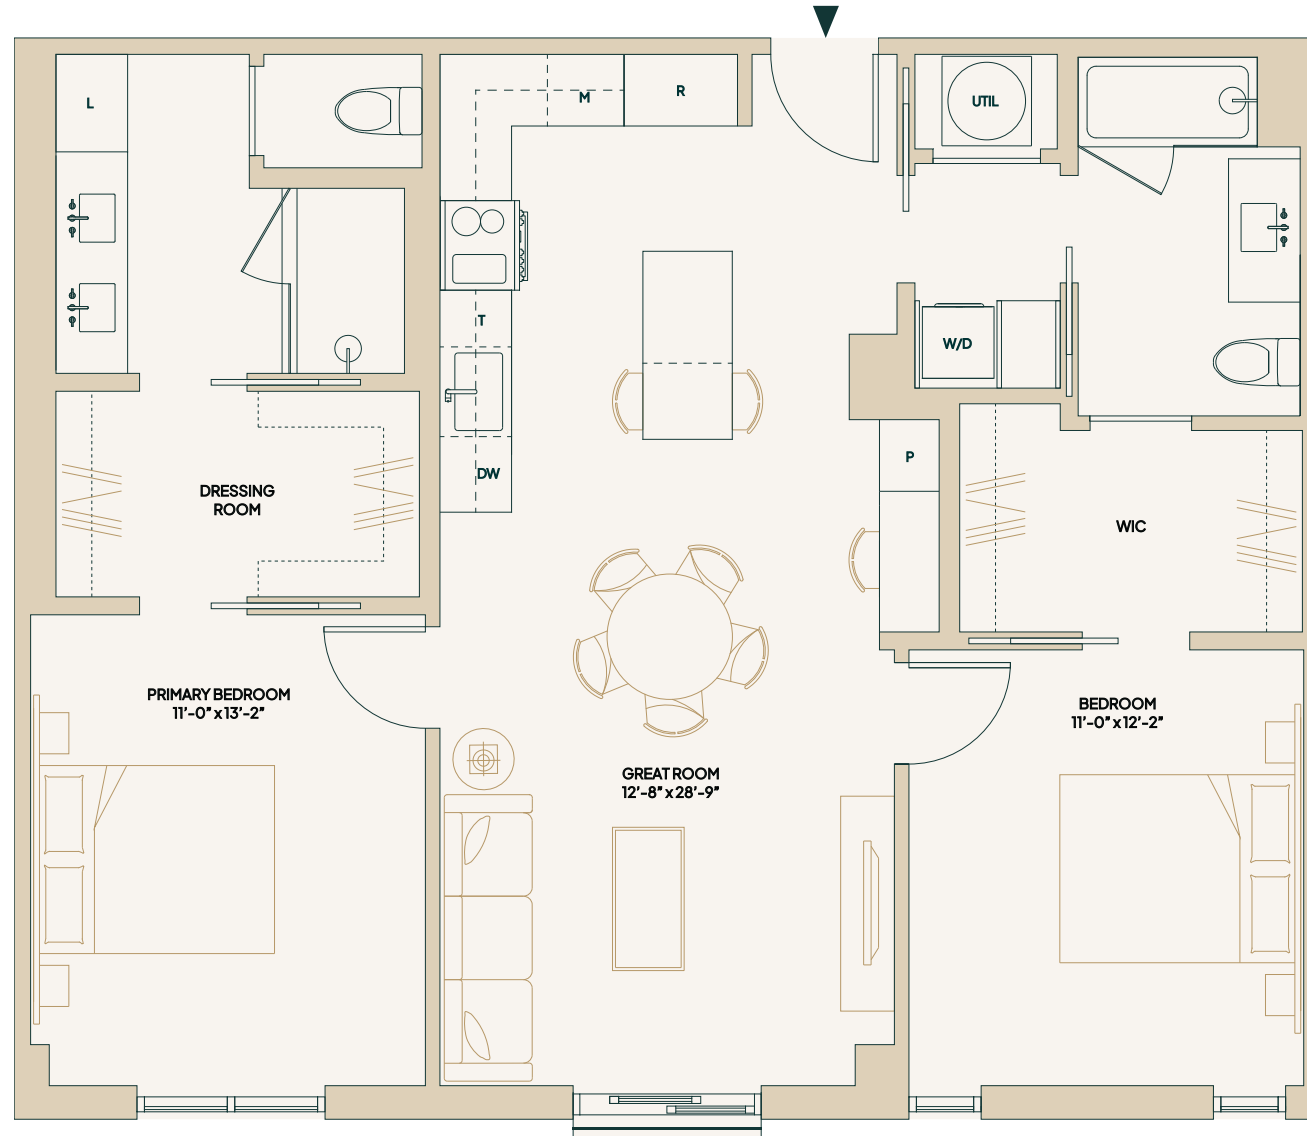 L
M
R
UTIL
T
W/D
DW
P
DRESSING
ROOM
WIC
PRIMARY BEDROOM
11'-0" x 13'-2"
BEDROOM
11'-0" x 12'-2"
GREAT ROOM
12'-8" x 28'-9"